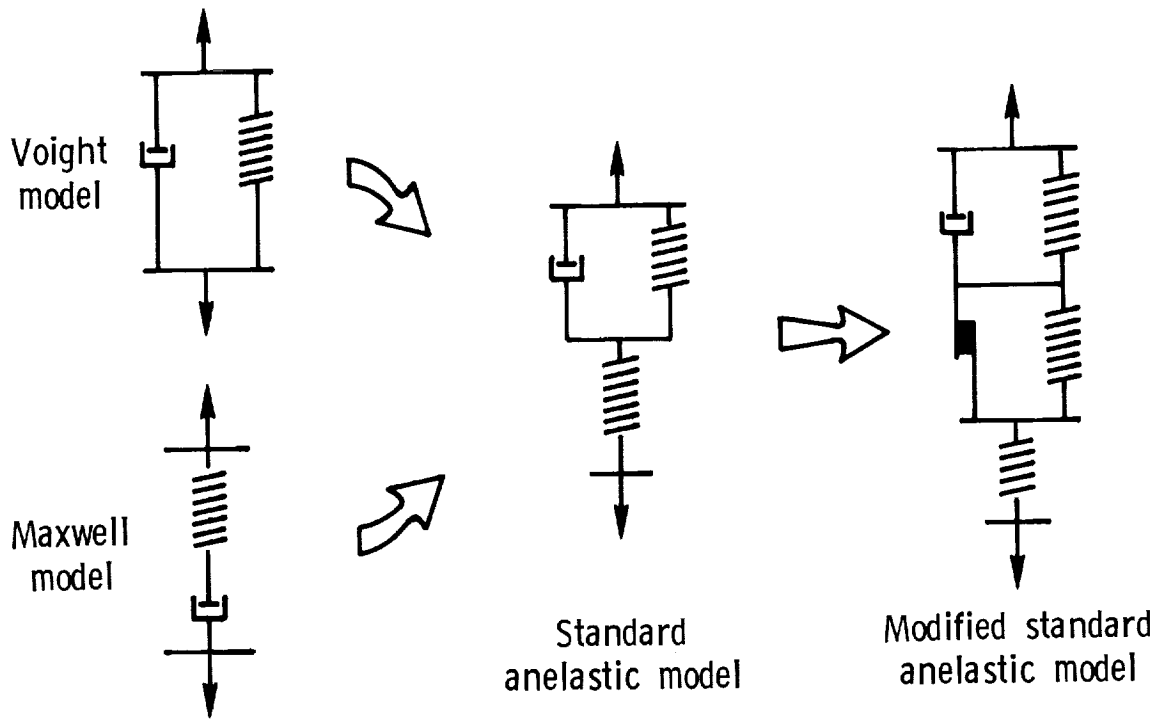 Voight
model
Maxwell
model
Standard
anelastic model
Modified standard
anelastic model